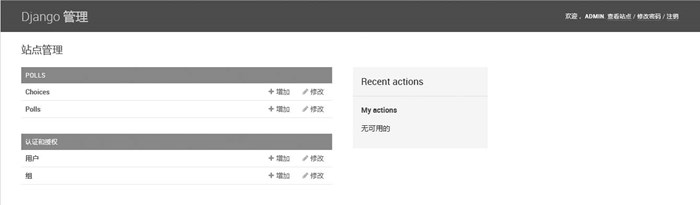 Django 管理
欢迎， ADMIN. 查看站点 / 修改密码 / 注销
站点管理
POLLS
Choices 增加 修改
Polls 增加 修改
认证和授权
用户 增加 修改
组 增加 修改
Recent actions
My actions
无可用的